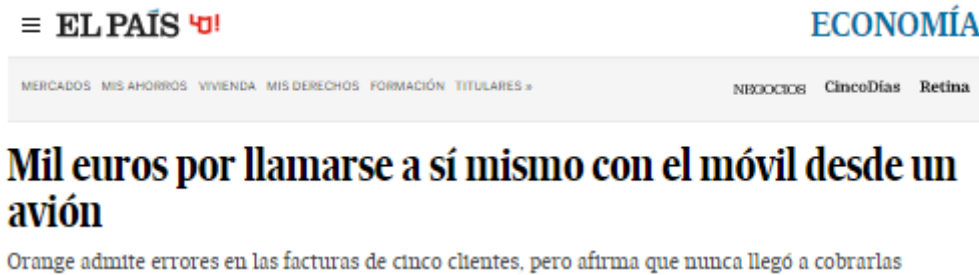 EL PAÍS 40!
ECONOMÍA
MERCADOS MIS AHORROS VIVIENDA MIS DERECHOS FORMACIÓN TITULARES »
NEGOCIOS CincoDías Retina
Mil euros por llamarse a sí mismo con el móvil desde un
avión
Orange admite errores en las facturas de cinco clientes, pero afirma que nunca llegó a cobrarlas